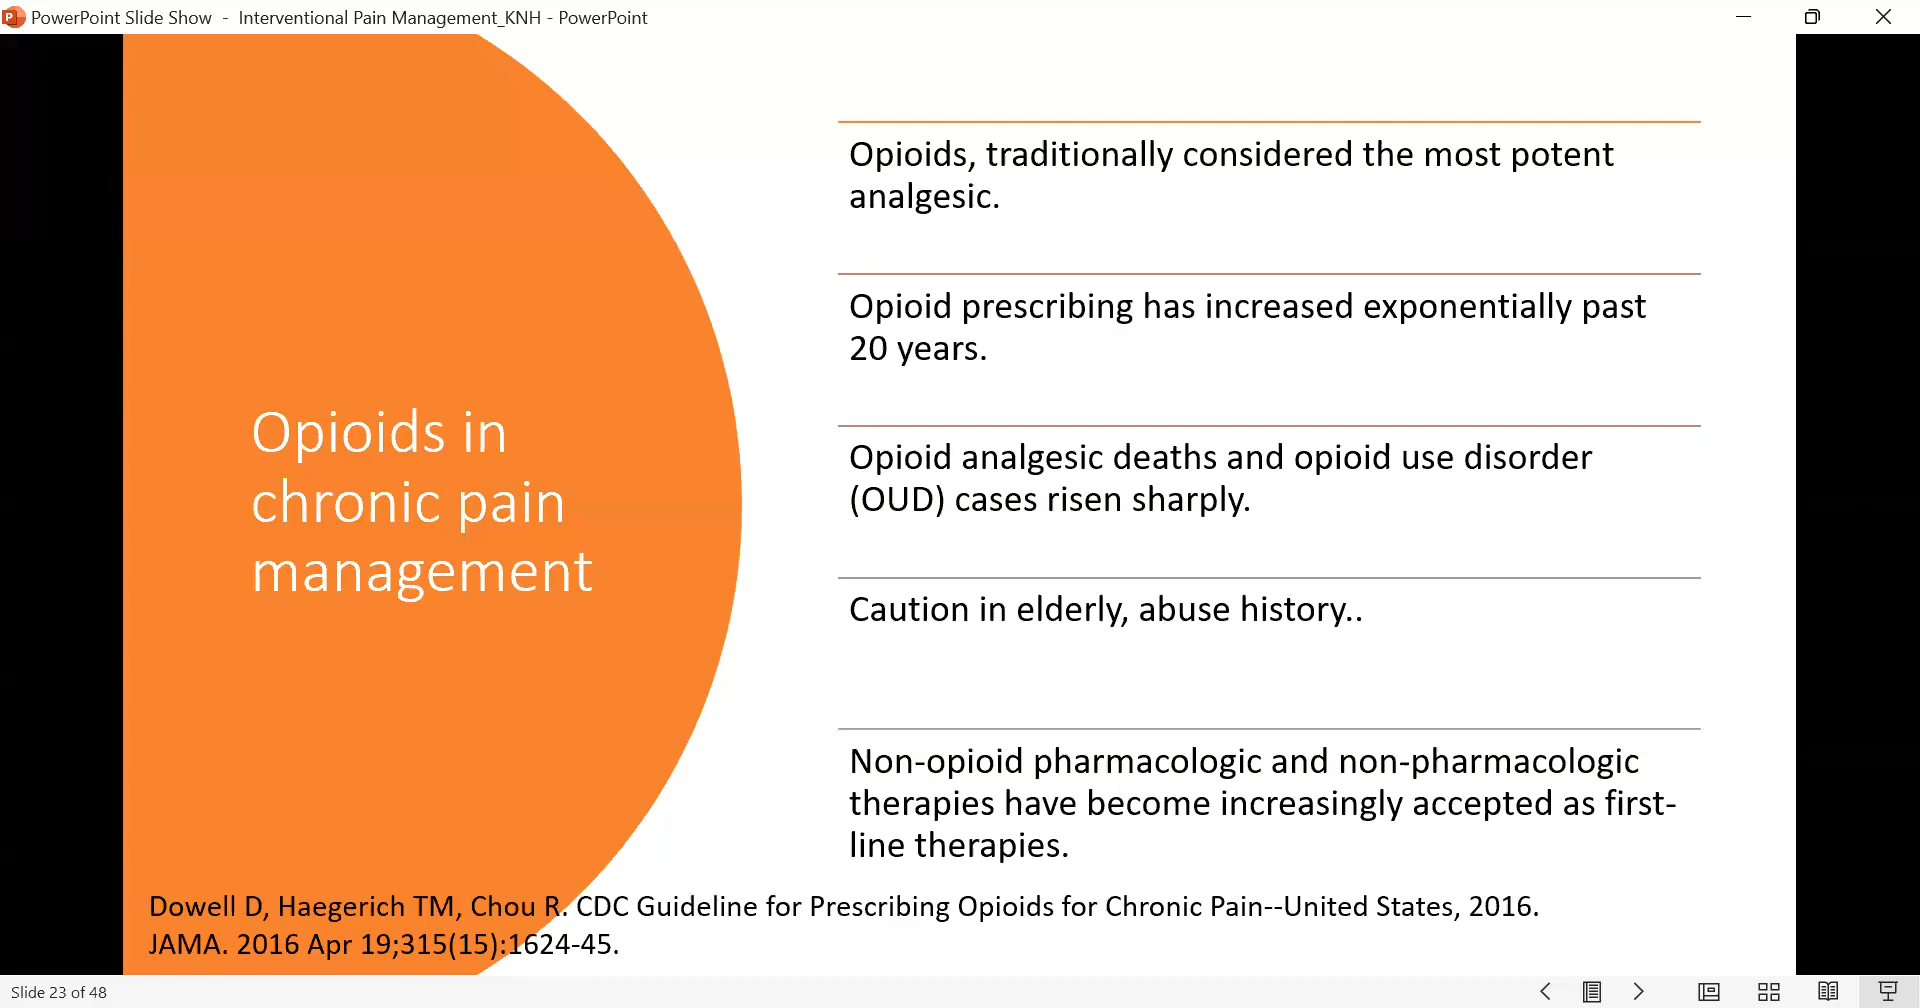 PowerPoint Slide Show - Interventional Pain Management_KNH - PowerPoint
Opioids in
chronic pain
management
Opioids, traditionally considered the most potent
analgesic.
Opioid prescribing has increased exponentially past
20 years.
Opioid analgesic deaths and opioid use disorder
(OUD) cases risen sharply.
Caution in elderly, abuse history..
Non-opioid pharmacologic and non-pharmacologic
therapies have become increasingly accepted as first-
line therapies.
Dowell D, Haegerich TM, Chou R. CDC Guideline for Prescribing Opioids for Chronic Pain--United States, 2016.
JAMA. 2016 Apr 19;315(15):1624-45.
Slide 23 of 48